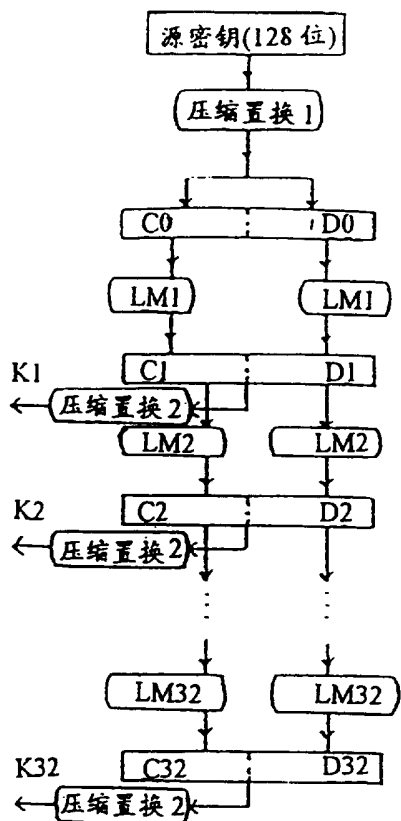 源密钥(128位)
压缩置换1
C0 D0
LM1 LM1
C1 D1
K1
压缩置换2
LM2 LM2
C2 D2
K2
压缩置换2
LM32 LM32
C32 D32
K32
压缩置换2